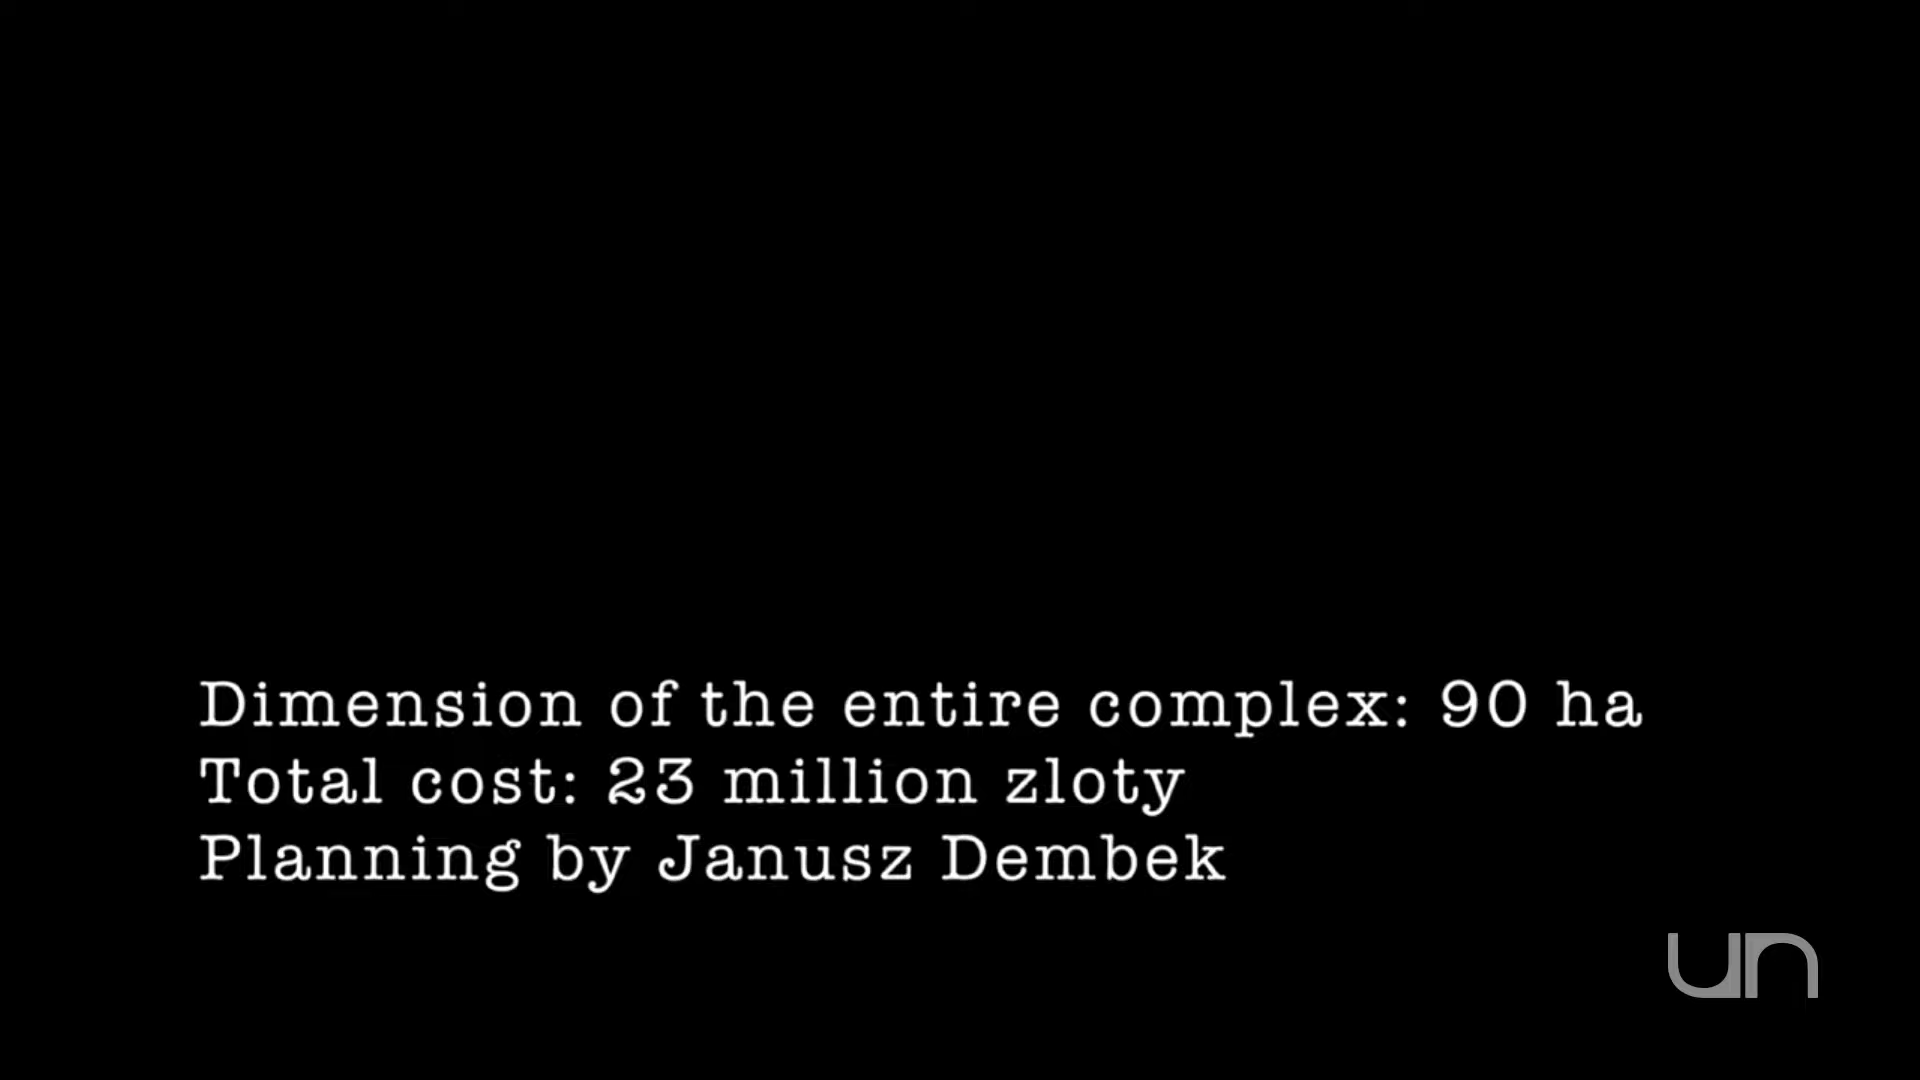 Dimension of the entire complex: 90 ha
Total cost: 23 million zloty
Planning by Janusz Dembek
un